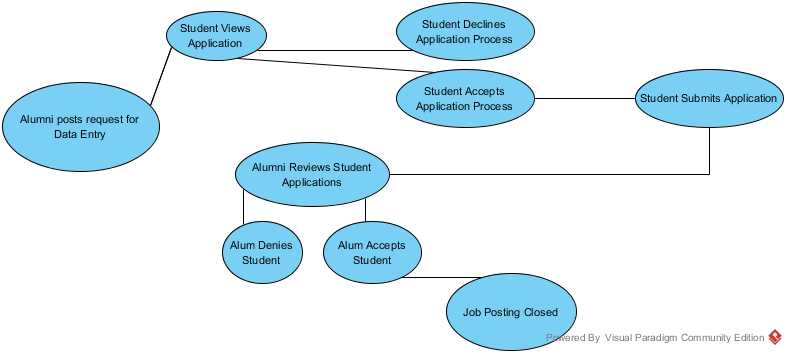 Student Views
Application
Student Declines
Application Process
Student Accepts
Application Process
Student Submits Application
Alumni posts request for
Data Entry
Alumni Reviews Student
Applications
Alum Denies
Student
Alum Accepts
Student
Job Posting Closed
Powered By Visual Paradigm Community Edition